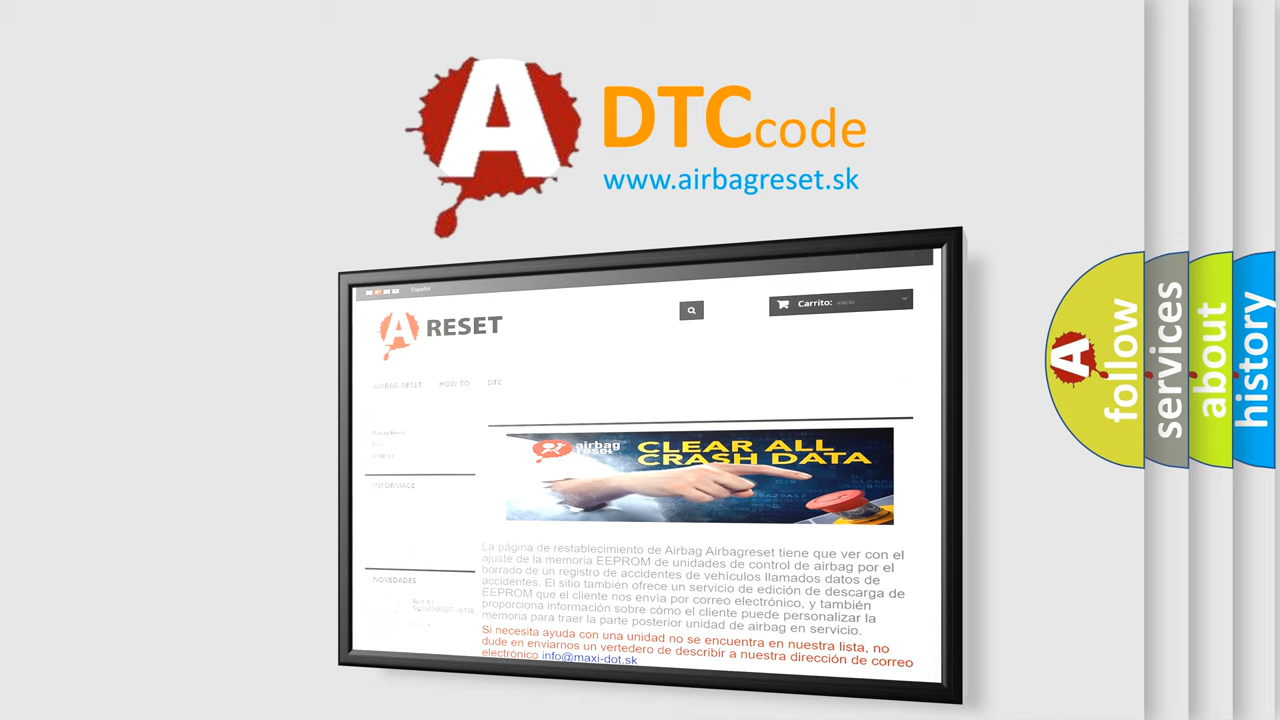 A DTCcode
www.airbagreset.sk
Español
A RESET
Carrito: vacío
AIRBAG RESET HOW TO DTC
INFORMACE
NOVEDADES
airbag
reset
CLEAR ALL
CRASH DATA
La página de restablecimiento de Airbag Airbagreset tiene que ver con el
ajuste de la memoria EEPROM de unidades de control de airbag por el
borrado de un registro de accidentes de vehículos llamados datos de
accidentes. El sitio también ofrece un servicio de edición de descarga de
EEPROM que el cliente nos envía por correo electrónico, y también
proporciona información sobre cómo el cliente puede personalizar la
memoria para traer la parte posterior unidad de airbag en servicio.
Si necesita ayuda con una unidad no se encuentra en nuestra lista, no
dude en enviarnos un vertedero de describir a nuestra dirección de correo
electrónico info@maxi-dot.sk
A
follow
services
about
history